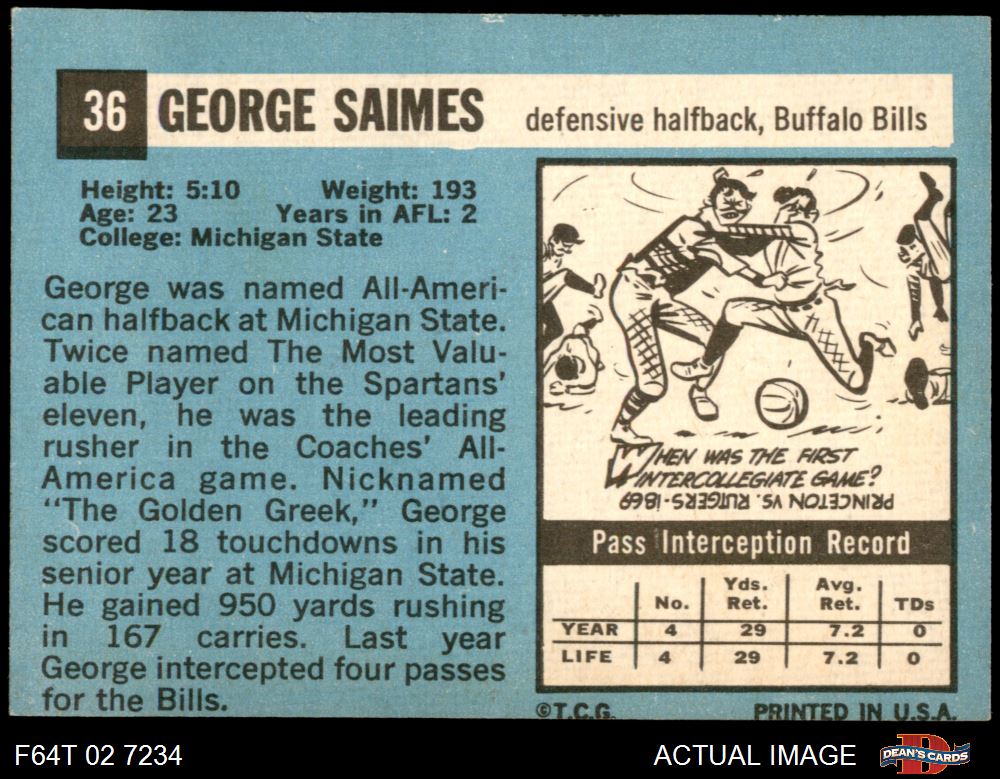 36 GEORGE SAIMES defensive halfback, Buffalo Bills
Height: 5:10 Weight: 193
Age: 23 Years in AFL: 2
College: Michigan State
George was named All-Ameri-
can halfback at Michigan State.
Twice named The Most Valu-
able Player on the Spartans'
eleven, he was the leading
rusher in the Coaches' All-
America game. Nicknamed
"The Golden Greek," George
scored 18 touchdowns in his
senior year at Michigan State.
He gained 950 yards rushing
in 167 carries. Last year
George intercepted four passes
for the Bills.
WHEN WAS THE FIRST
INTERCOLLEGIATE GAME?
PRINCETON VS. RUTGERS-1869
Pass Interception Record
No. Yds. Ret. Avg. Ret. TDs
YEAR 4 29 7.2 0
LIFE 4 29 7.2 0
©T.C.G. PRINTED IN U.S.A.
F64T 02 7234 ACTUAL IMAGE DEAN'S CARDS